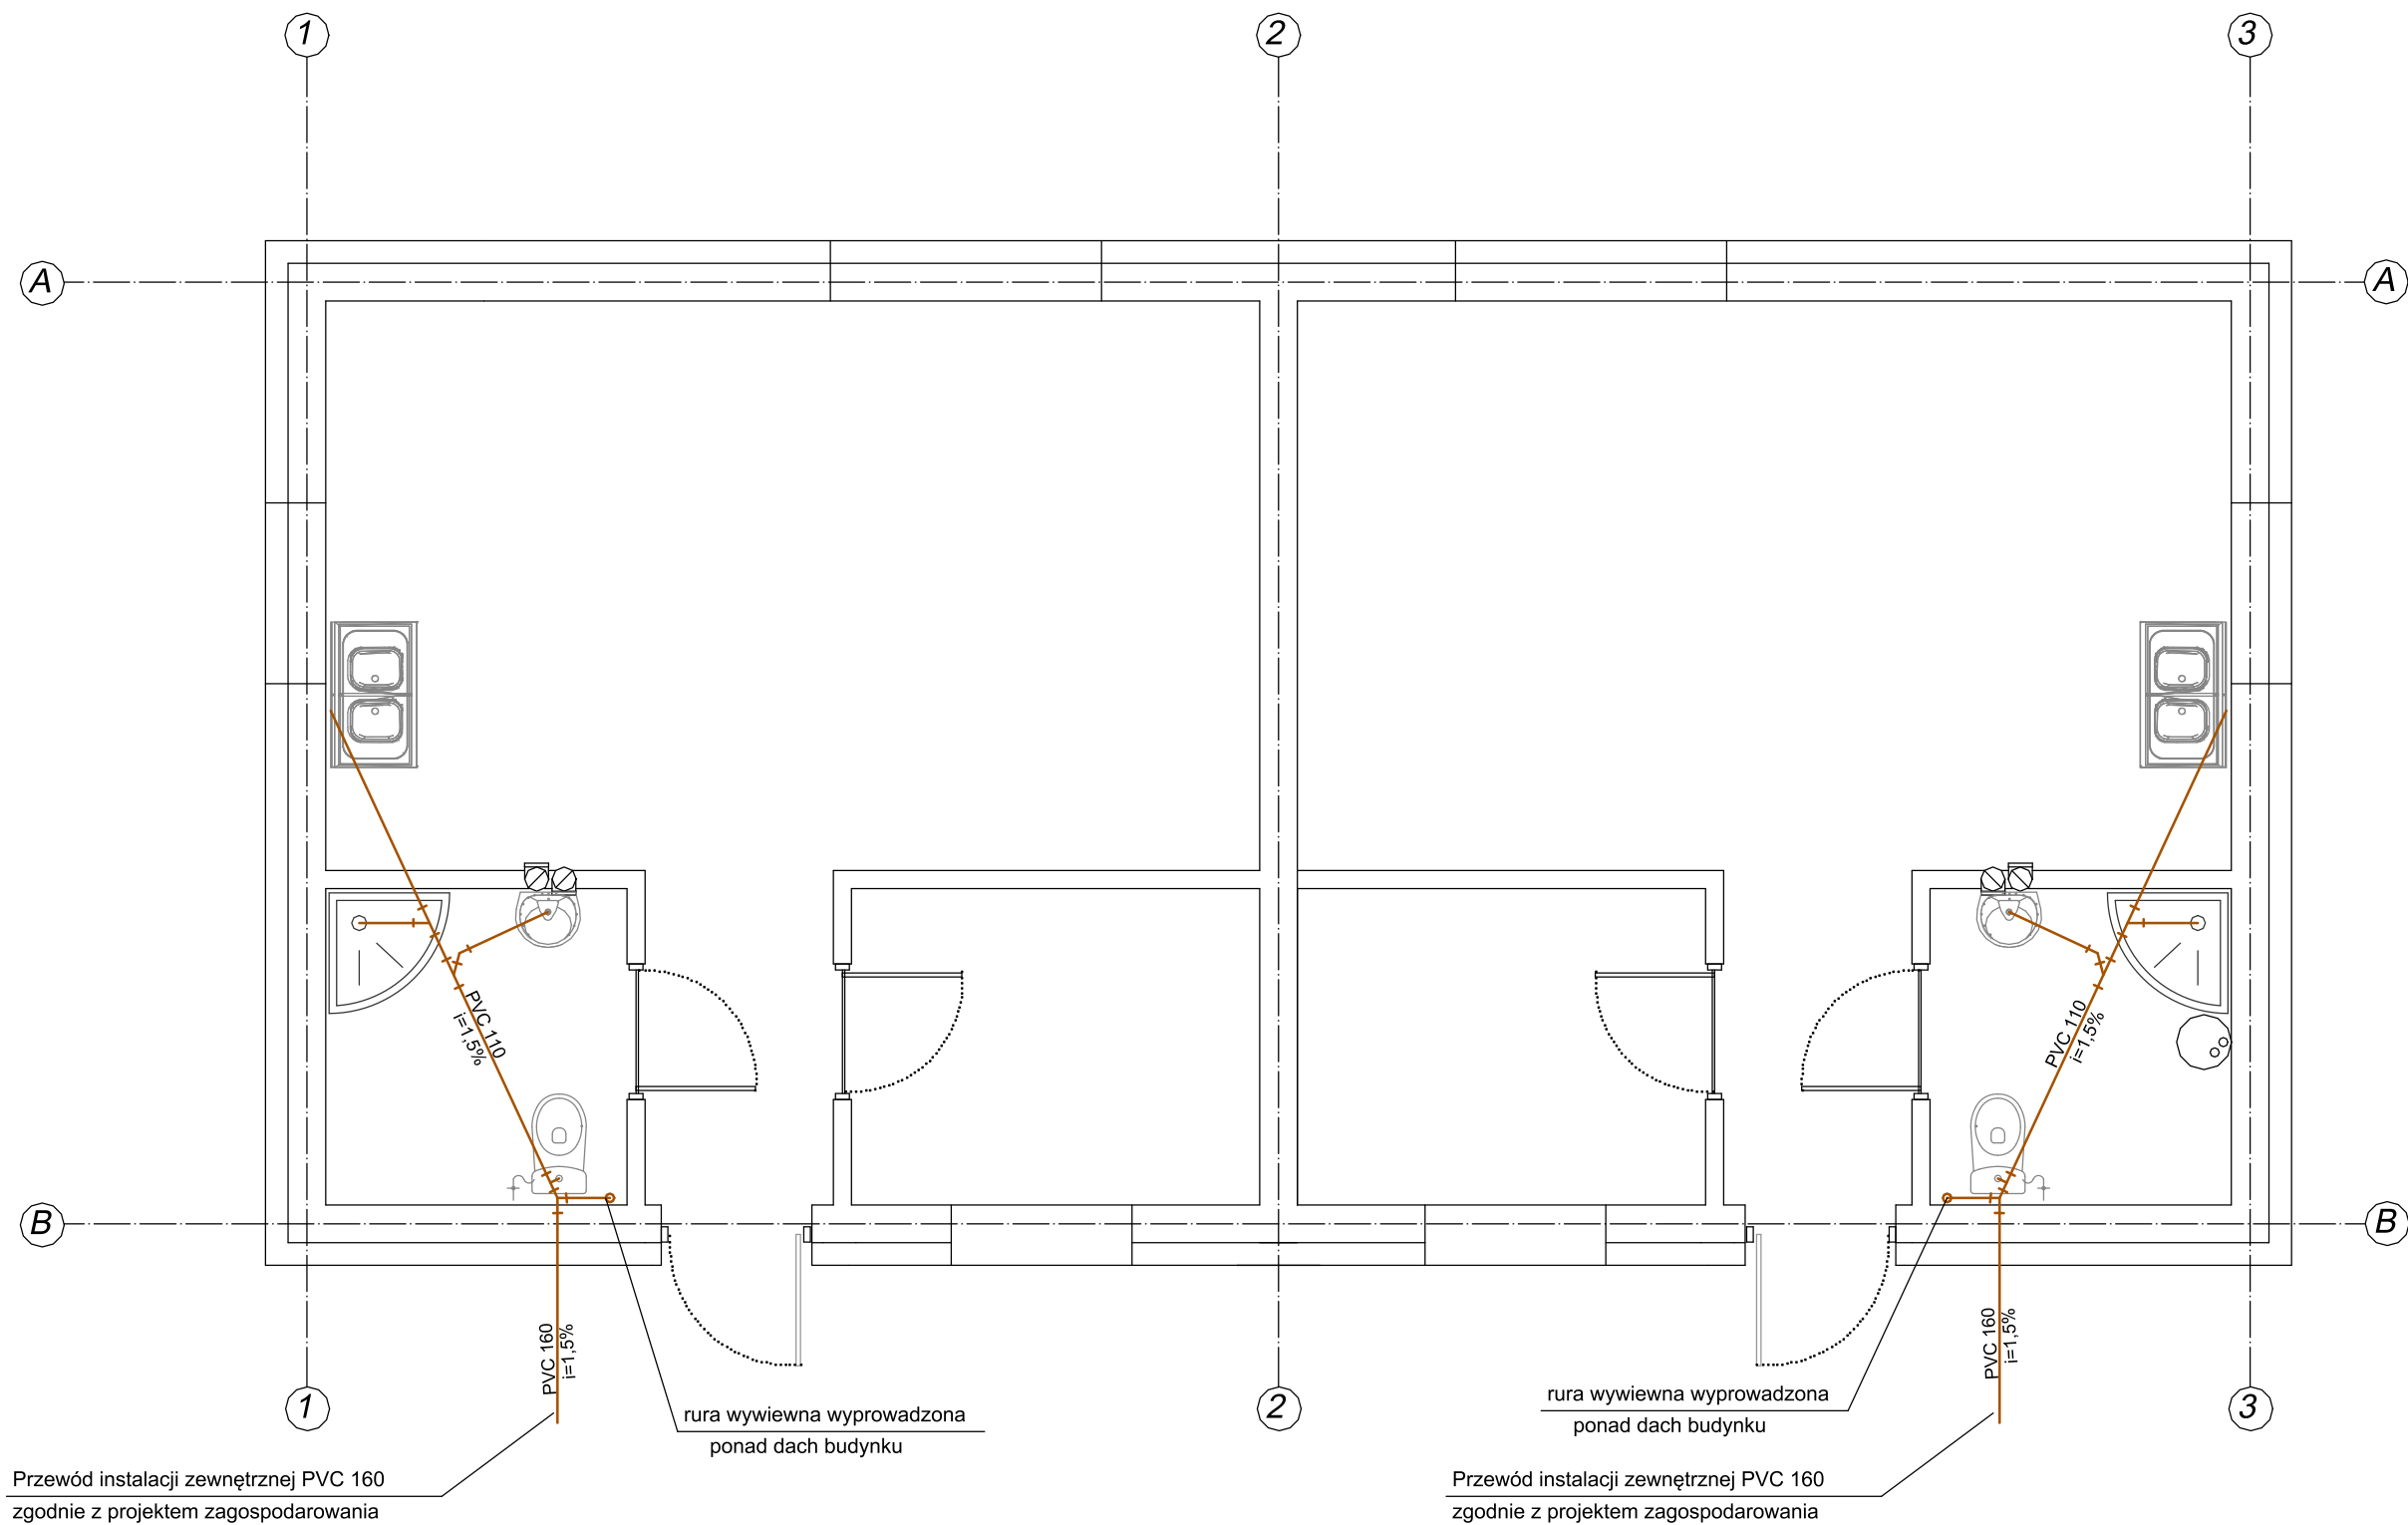 1
2
3
A
A
PVC 110
i=1,5%
PVC 110
i=1,5%
B
B
PVC 160
i=1,5%
PVC 160
i=1,5%
1
2
3
rura wywiewna wyprowadzona
ponad dach budynku
rura wywiewna wyprowadzona
ponad dach budynku
Przewód instalacji zewnętrznej PVC 160
zgodnie z projektem zagospodarowania
Przewód instalacji zewnętrznej PVC 160
zgodnie z projektem zagospodarowania